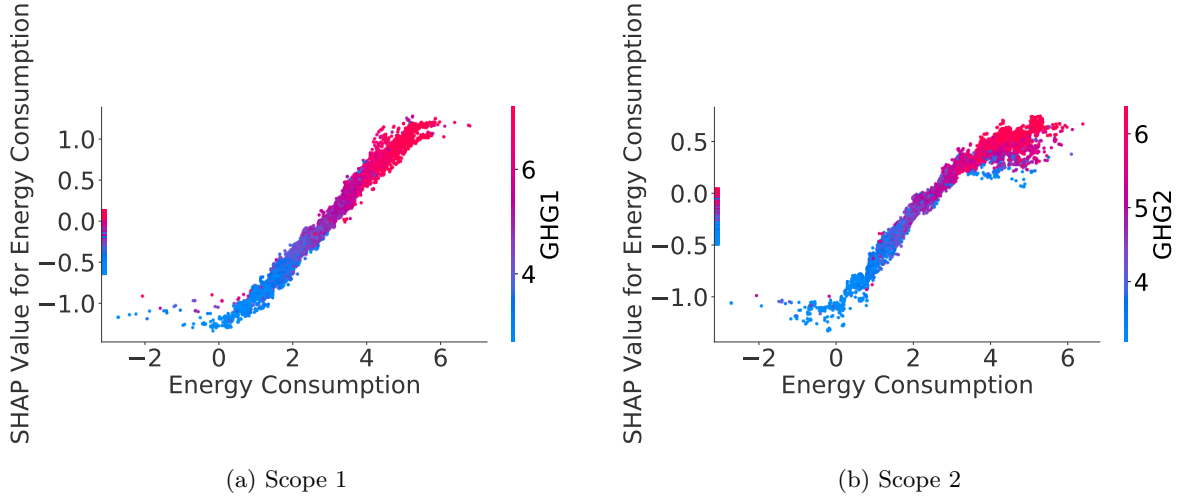 SHAP Value for Energy Consumption
1.0
0.5
0.0
−0.5
−1.0
−2 0 2 4 6
Energy Consumption
6
4
GHG1
(a) Scope 1
SHAP Value for Energy Consumption
0.5
0.0
−0.5
−1.0
−2 0 2 4 6
Energy Consumption
6
5
4
GHG2
(b) Scope 2